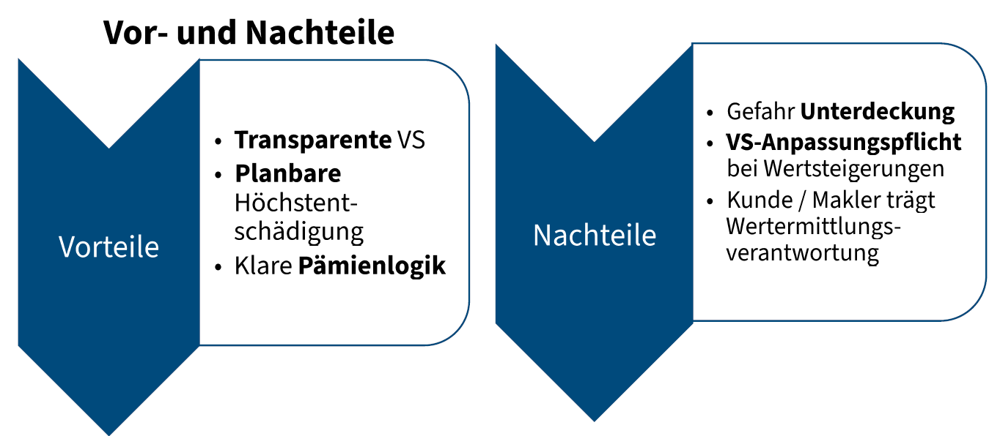 Vor- und Nachteile
Vorteile
• Transparente VS
• Planbare
Höchstent-
schädigung
• Klare Pämienlogik
Nachteile
• Gefahr Unterdeckung
• VS-Anpassungspflicht
bei Wertsteigerungen
• Kunde / Makler trägt
Wertermittlungs-
verantwortung